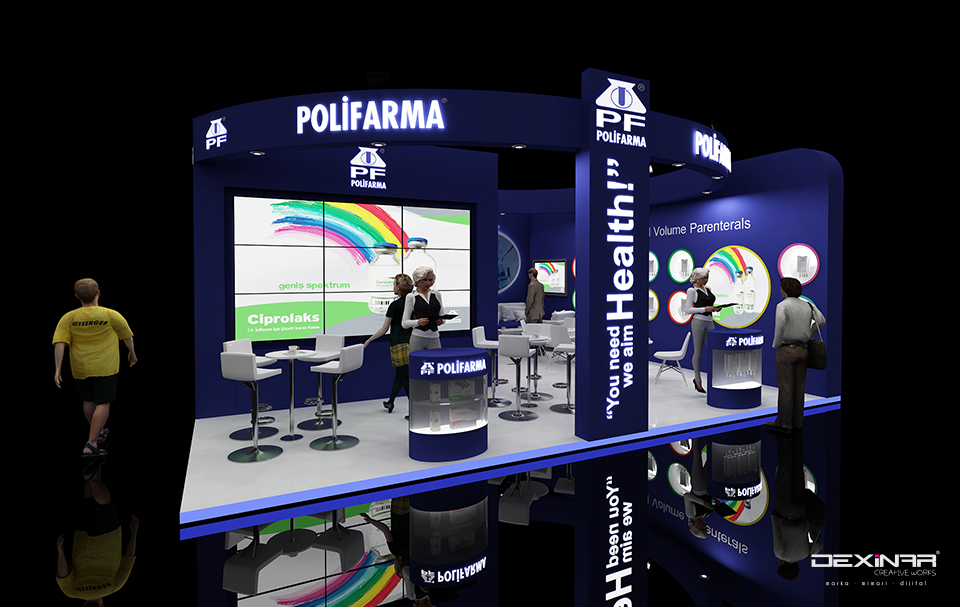 POLİFARMA
PF
PF
POLİFARMA
PF
POLİFARMA
"You need Health!"
we aim
POLİFARMA
Volume Parenterals
geniş spektrum
Ciprolaks
MESSENGER
POLİFARMA
POLİFARMA
DEXiNAR
CREATIVE WORKS
marka · mimari · dijital